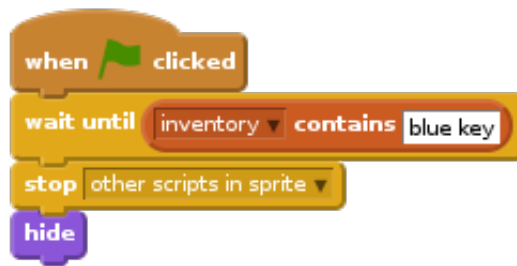 when clicked
wait until inventory contains blue key
stop other scripts in sprite
hide